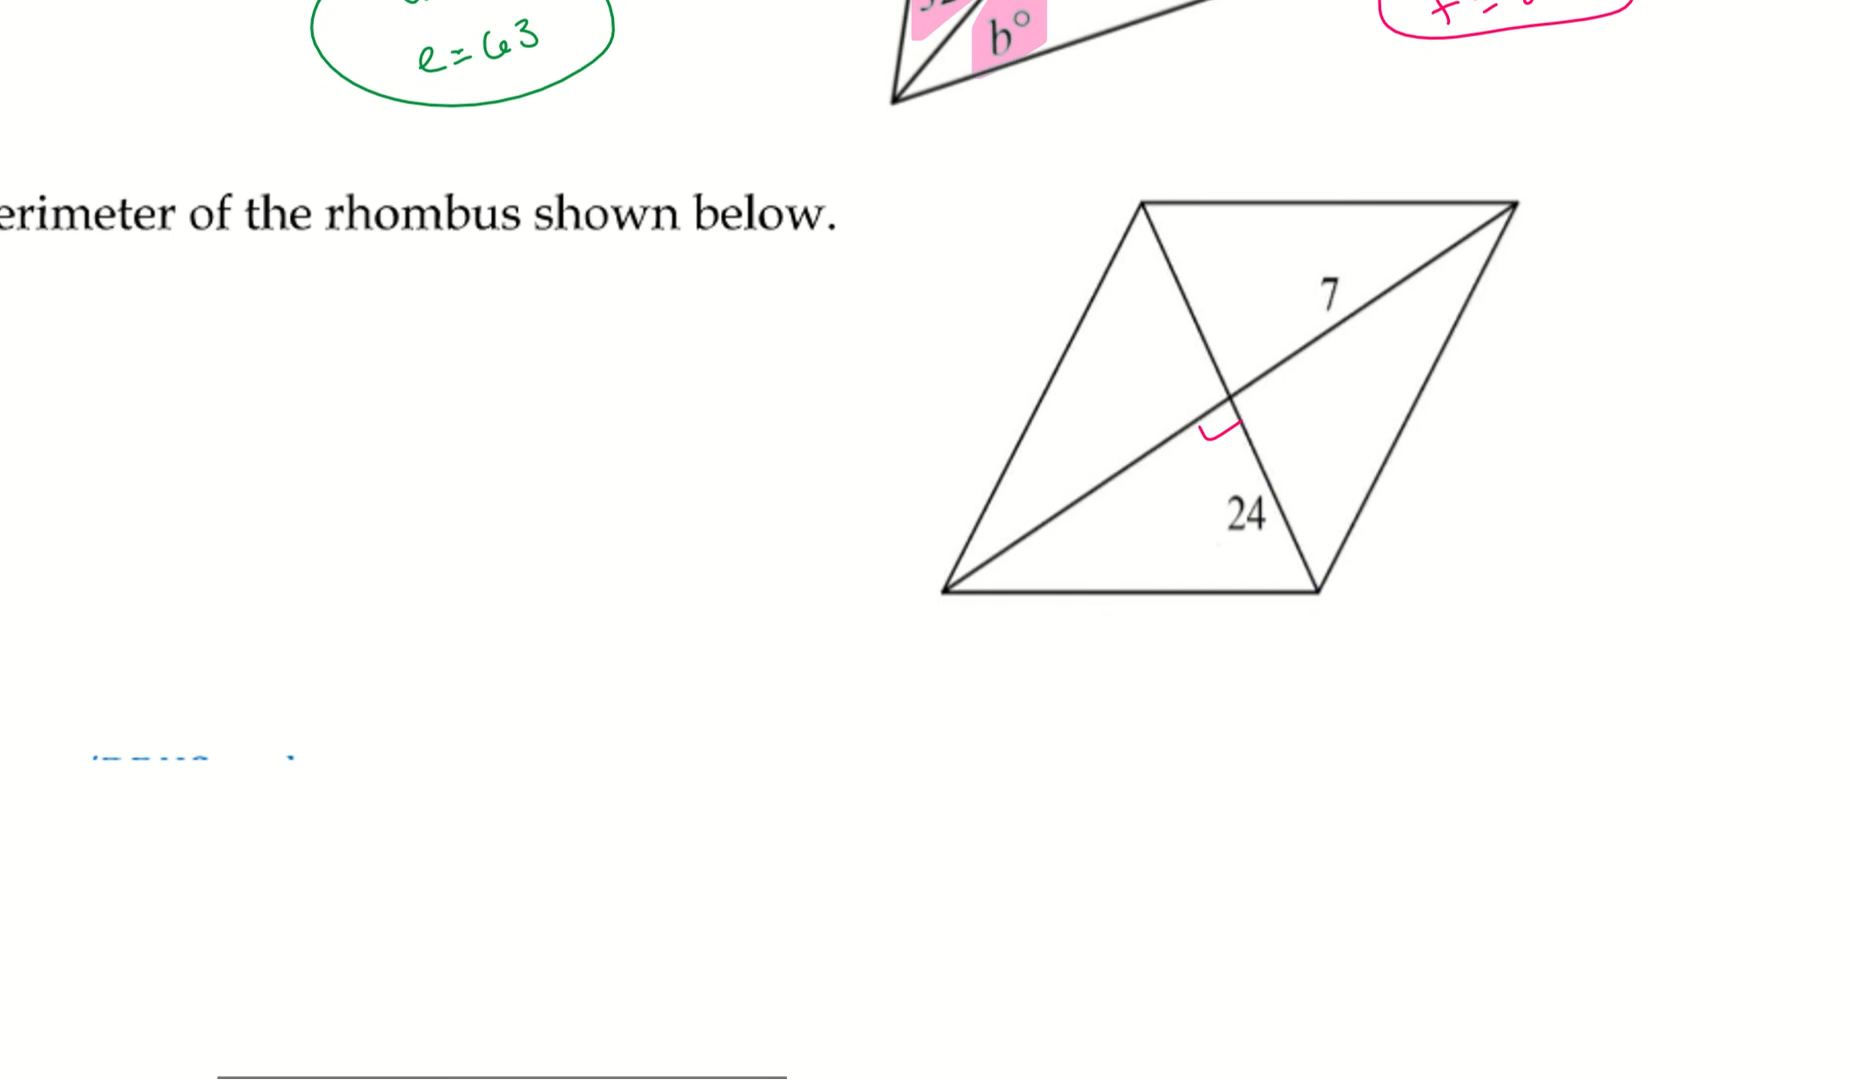 e = 63
b°
erimeter of the rhombus shown below.
7
24